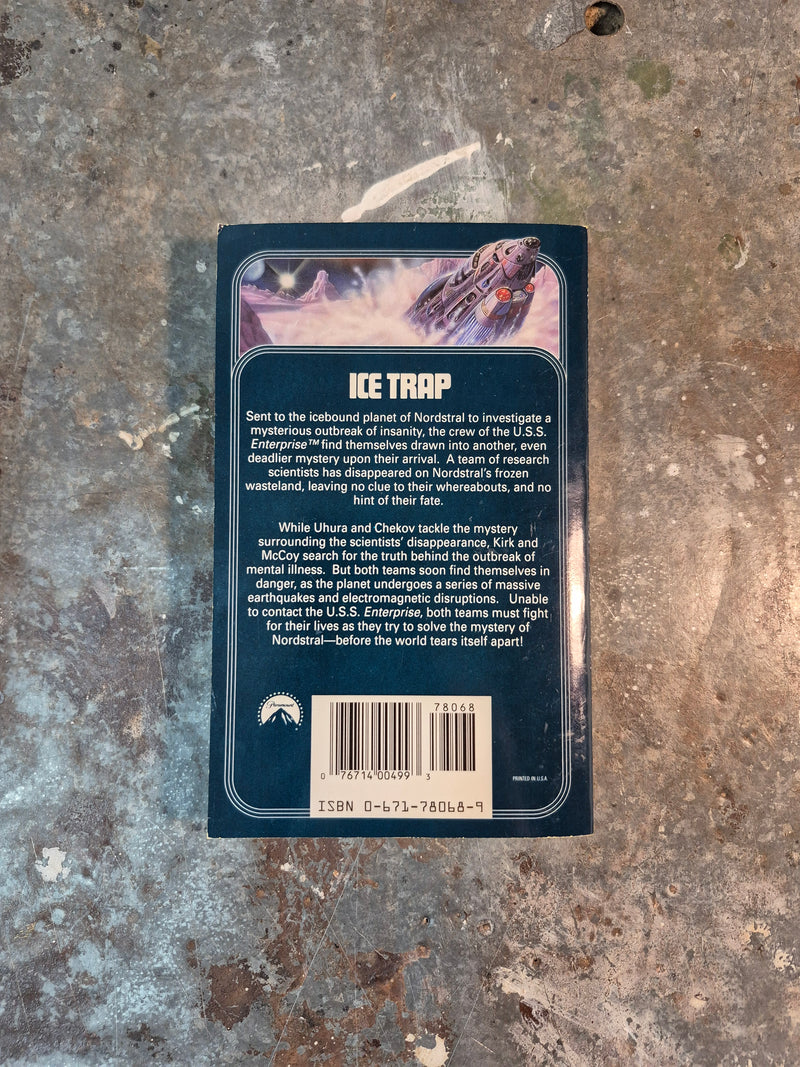 ICE TRAP
Sent to the icebound planet of Nordstral to investigate a
mysterious outbreak of insanity, the crew of the U.S.S.
Enterprise™ find themselves drawn into another, even
deadlier mystery upon their arrival. A team of research
scientists has disappeared on Nordstral's frozen
wasteland, leaving no clue to their whereabouts, and no
hint of their fate.
While Uhura and Chekov tackle the mystery
surrounding the scientists' disappearance, Kirk and
McCoy search for the truth behind the outbreak of
mental illness. But both teams soon find themselves in
danger, as the planet undergoes a series of massive
earthquakes and electromagnetic disruptions. Unable
to contact the U.S.S. Enterprise, both teams must fight
for their lives as they try to solve the mystery of
Nordstral—before the world tears itself apart!
Paramount
78068
0 76714 00499 3
ISBN 0-671-78068-9
PRINTED IN U.S.A.